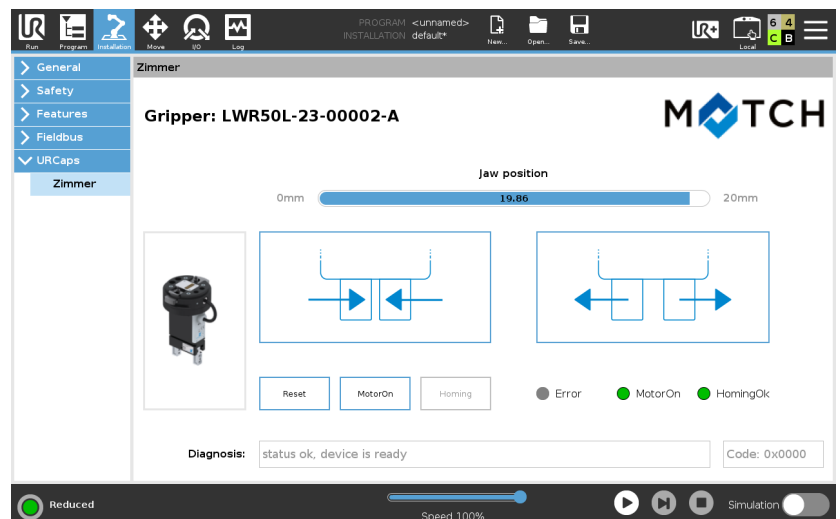 PROGRAM <unnamed>
INSTALLATION default*
Run Program Installation Move I/O Log New... Open... Save... R+ Local 6 4 C B
General
Zimmer
Safety
Features
Gripper: LWR50L-23-00002-A
MATCH
Fieldbus
URCaps
Zimmer
Jaw position
0mm 19.86 20mm
Reset MotorOn Homing Error MotorOn HomingOk
Diagnosis: status ok, device is ready Code: 0x0000
Reduced
Speed 100%
Simulation